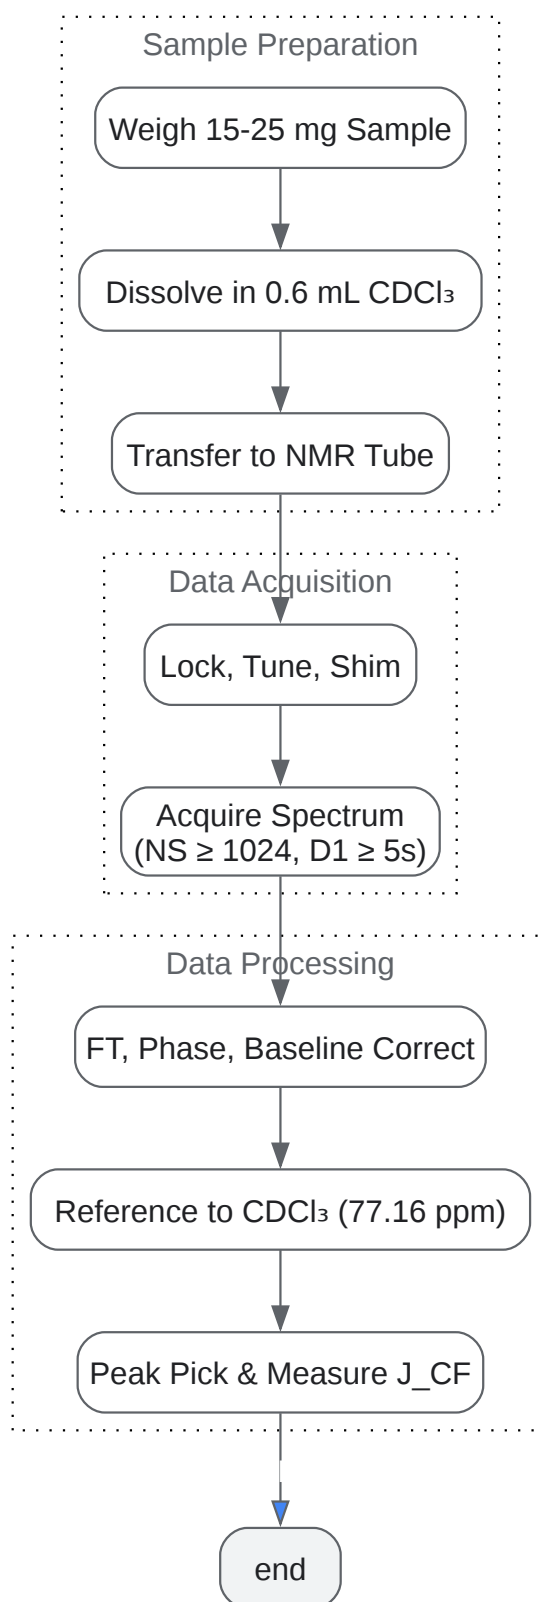 Sample Preparation
Weigh 15-25 mg Sample
Dissolve in 0.6 mL CDCl₃
Transfer to NMR Tube
Data Acquisition
Lock, Tune, Shim
Acquire Spectrum
(NS ≥ 1024, D1 ≥ 5s)
Data Processing
FT, Phase, Baseline Correct
Reference to CDCl₃ (77.16 ppm)
Peak Pick & Measure J_CF
end